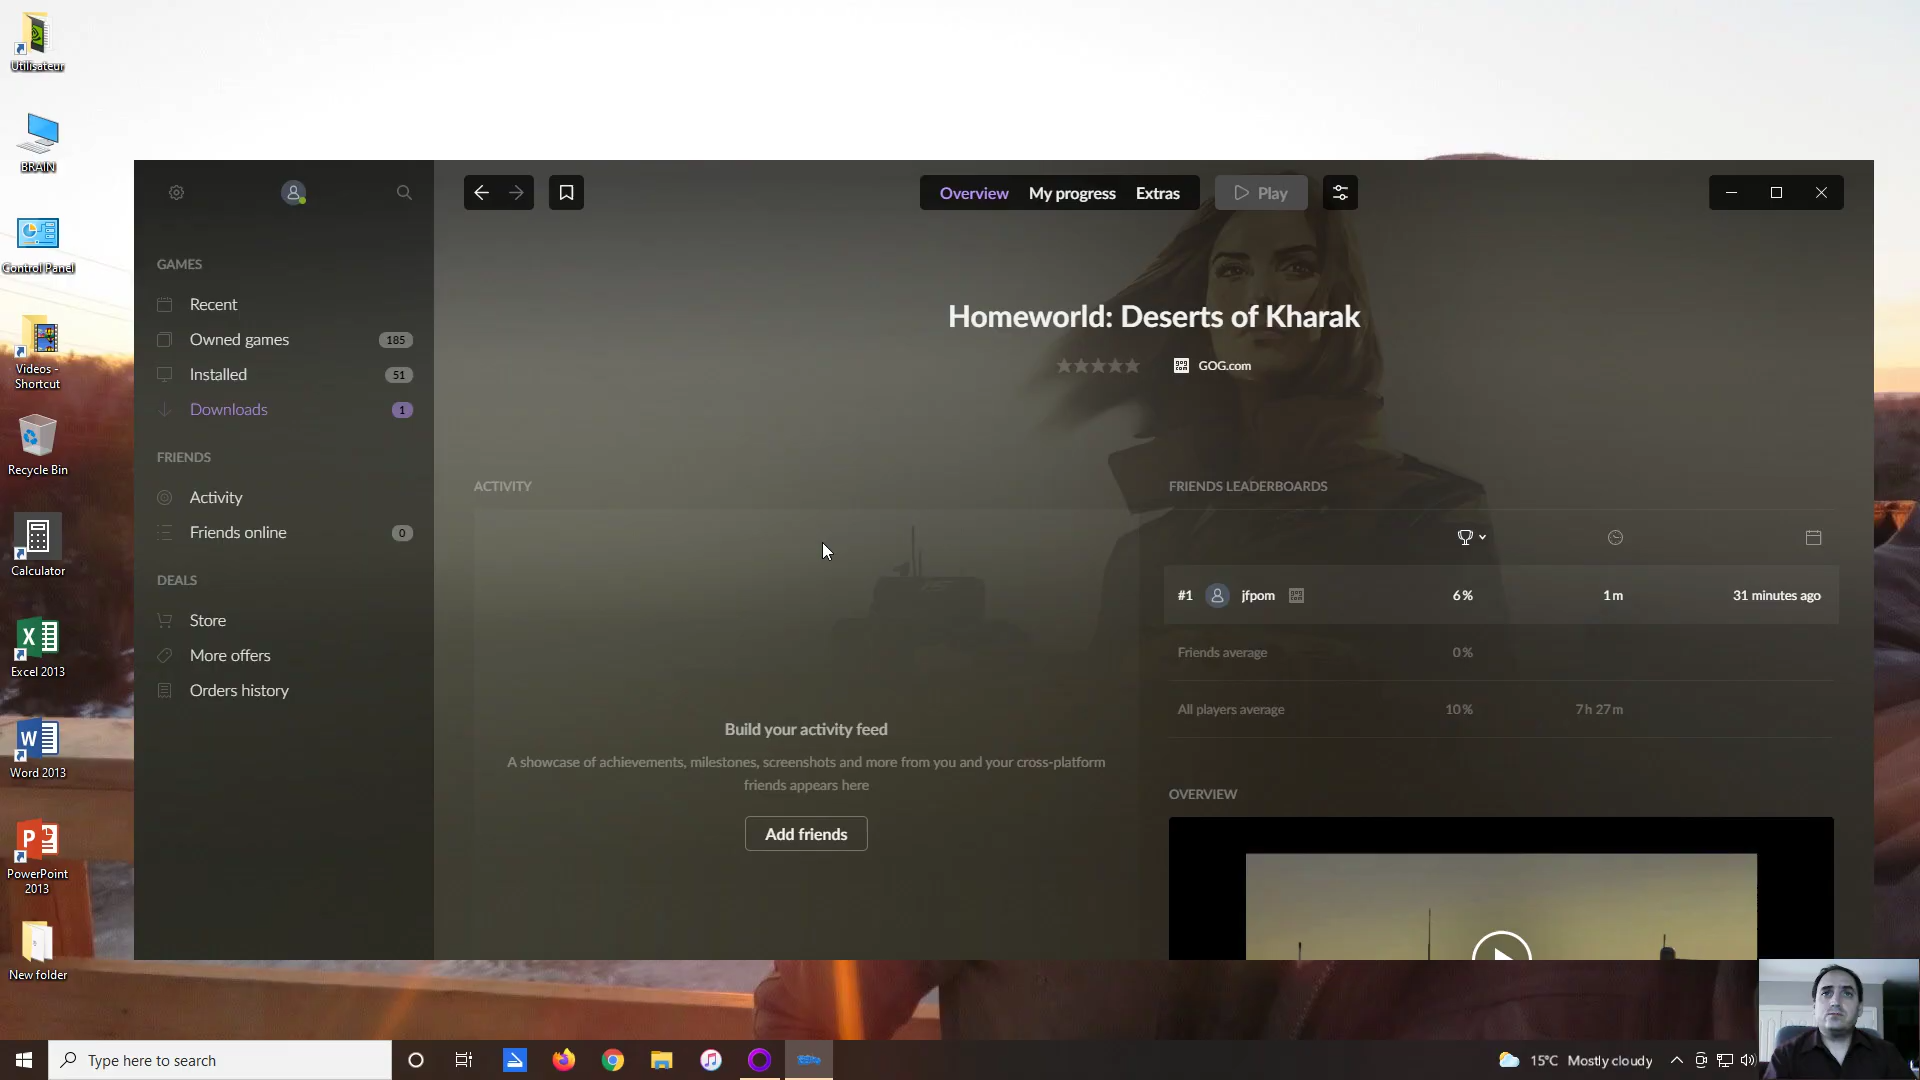 Utilisateur
BRAIN
Control Panel
Videos -
Shortcut
Recycle Bin
Calculator
Excel 2013
Word 2013
PowerPoint
2013
New folder
GAMES
Recent
Owned games 185
Installed 51
Downloads 1
FRIENDS
Activity
Friends online 0
DEALS
Store
More offers
Orders history
Overview My progress Extras Play
Homeworld: Deserts of Kharak
GOG.com
ACTIVITY
Build your activity feed
A showcase of achievements, milestones, screenshots and more from you and your cross-platform
friends appears here
Add friends
FRIENDS LEADERBOARDS
#1 jfpom 6% 1m 31 minutes ago
Friends average 0%
All players average 10% 7h 27m
OVERVIEW
Type here to search
15°C Mostly cloudy